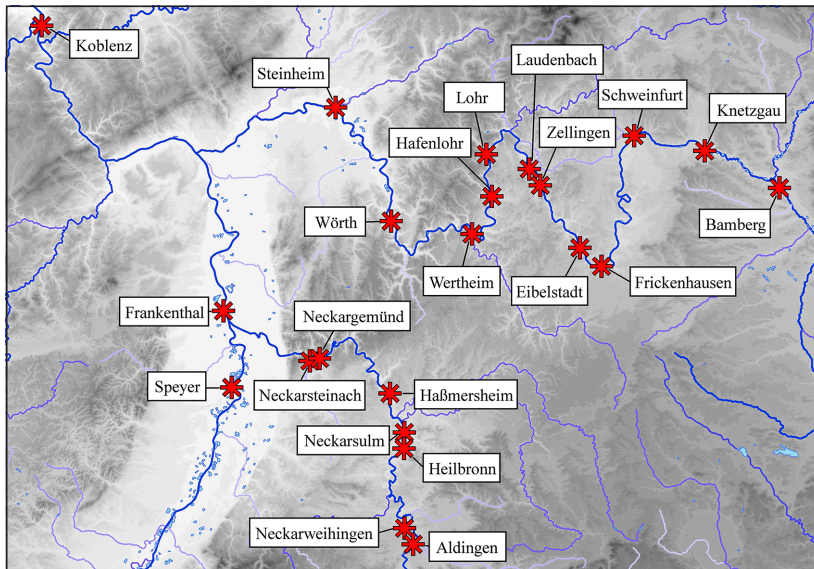 Koblenz
Steinheim
Laudenbach
Lohr
Schweinfurt
Zellingen
Knetzgau
Hafenlohr
Wörth
Bamberg
Wertheim
Eibelstadt
Frickenhausen
Frankenthal
Neckargemünd
Speyer
Neckarsteinach
Haßmersheim
Neckarsulm
Heilbronn
Neckarweihingen
Aldingen